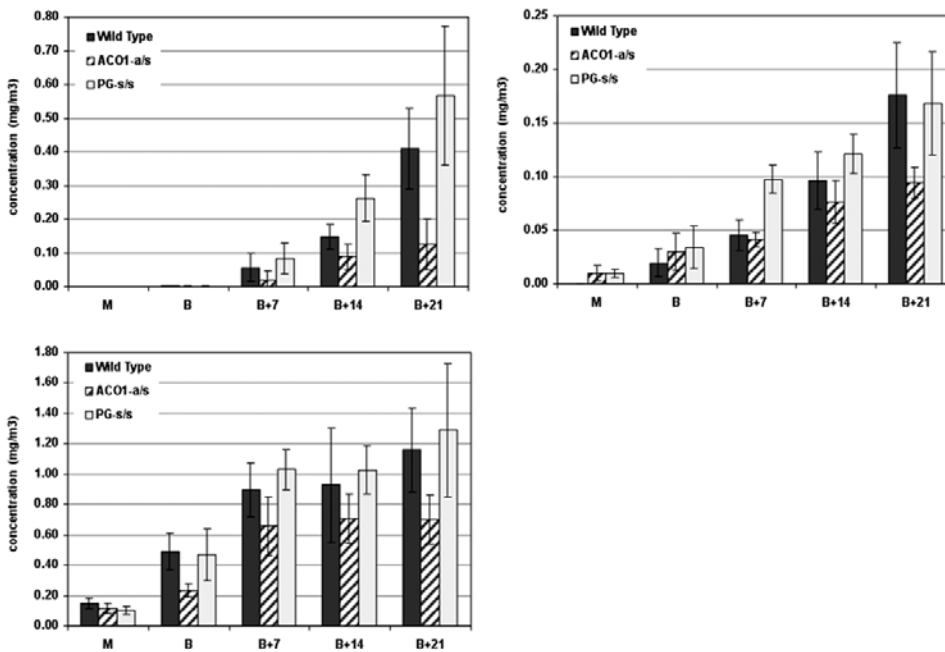 0.80
0.70
0.60
0.50
0.40
0.30
0.20
0.10
0.00
concentration (mg/m3)
Wild Type
ACO1-a/s
PG-s/s
M B B+7 B+14 B+21
0.25
0.20
0.15
0.10
0.05
0.00
concentration (mg/m3)
Wild Type
ACO1-a/s
PG-s/s
M B B+7 B+14 B+21
1.80
1.60
1.40
1.20
1.00
0.80
0.60
0.40
0.20
0.00
concentration (mg/m3)
Wild Type
ACO1-a/s
PG-s/s
M B B+7 B+14 B+21